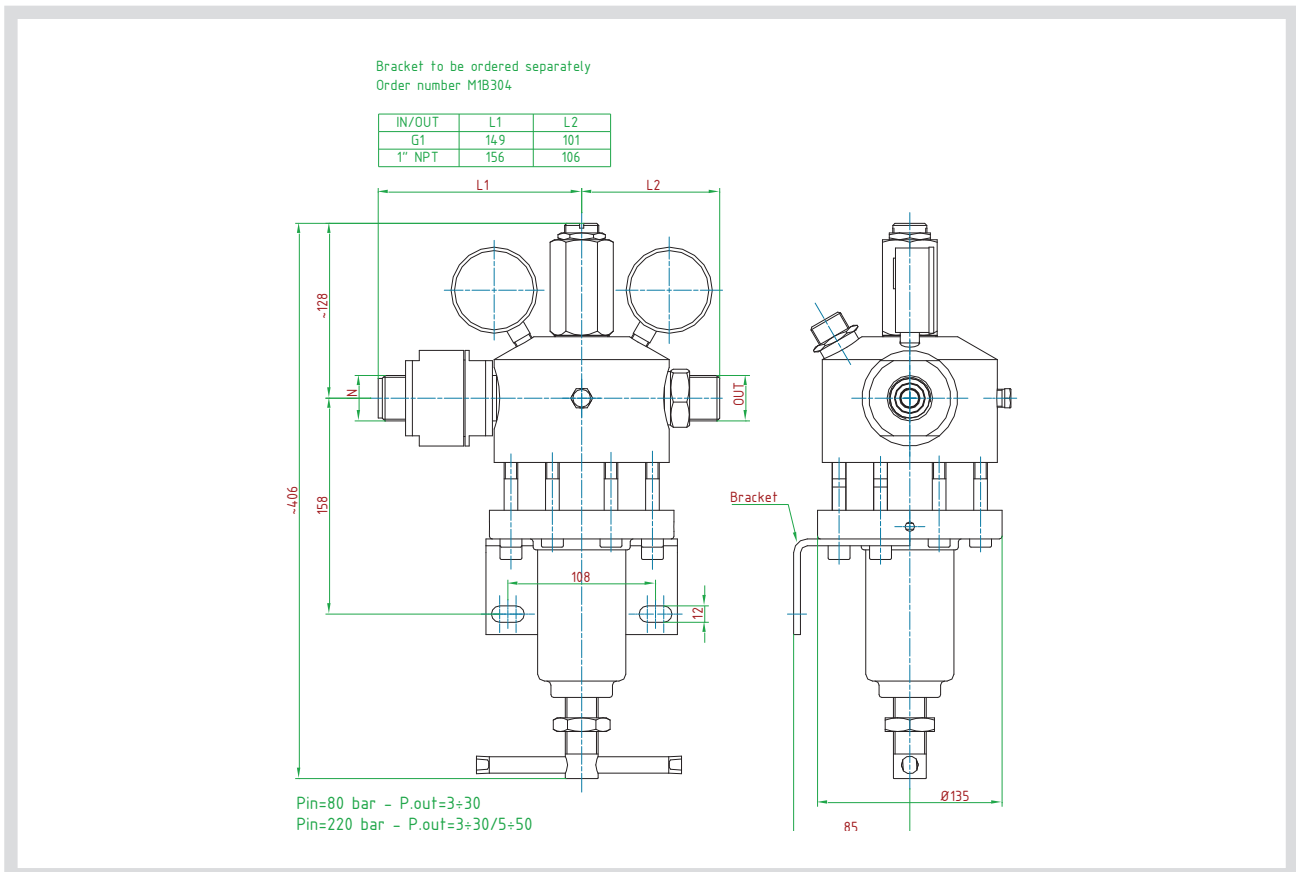 Bracket to be ordered separately
Order number M1B304
IN/OUT L1 L2
G1 149 101
1" NPT 156 106
L1 L2
~128
N
OUT
~406
158
Bracket
108
12
Ø135
85
Pin=80 bar - P.out=3÷30
Pin=220 bar - P.out=3÷30/5÷50